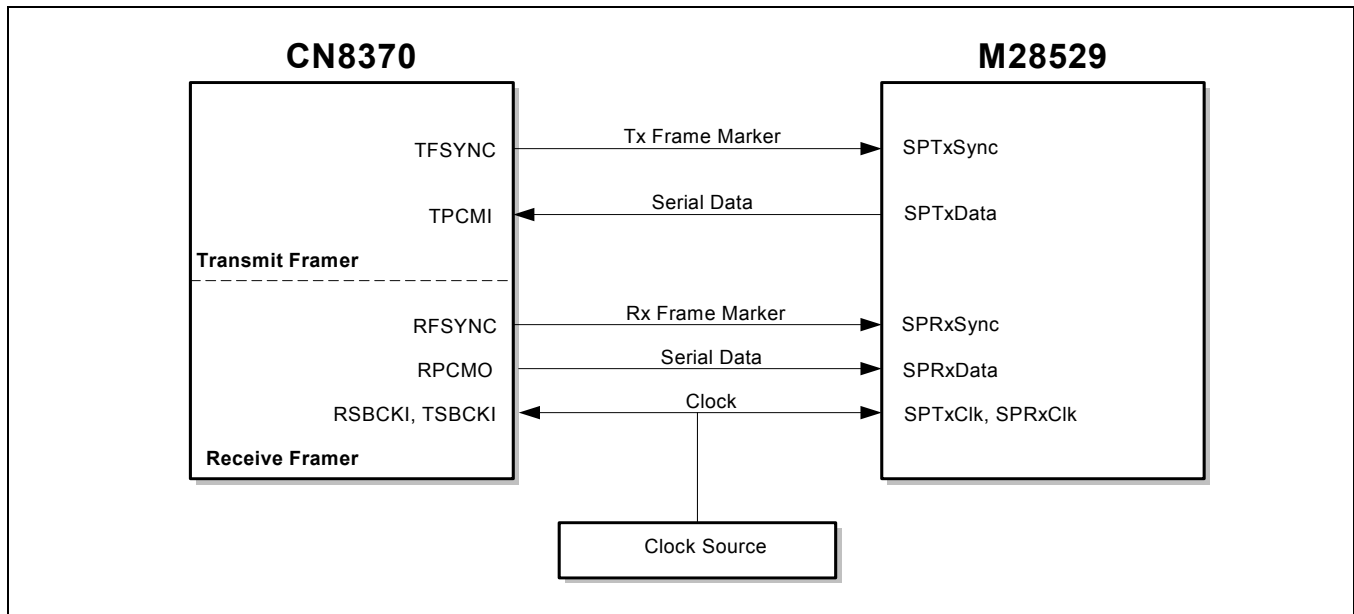 CN8370
M28529
TFSYNC
Tx Frame Marker
SPTxSync
TPCMI
Serial Data
SPTxData
Transmit Framer
RFSYNC
Rx Frame Marker
SPRxSync
RPCMO
Serial Data
SPRxData
RSBCKI, TSBCKI
Clock
SPTxClk, SPRxClk
Receive Framer
Clock Source